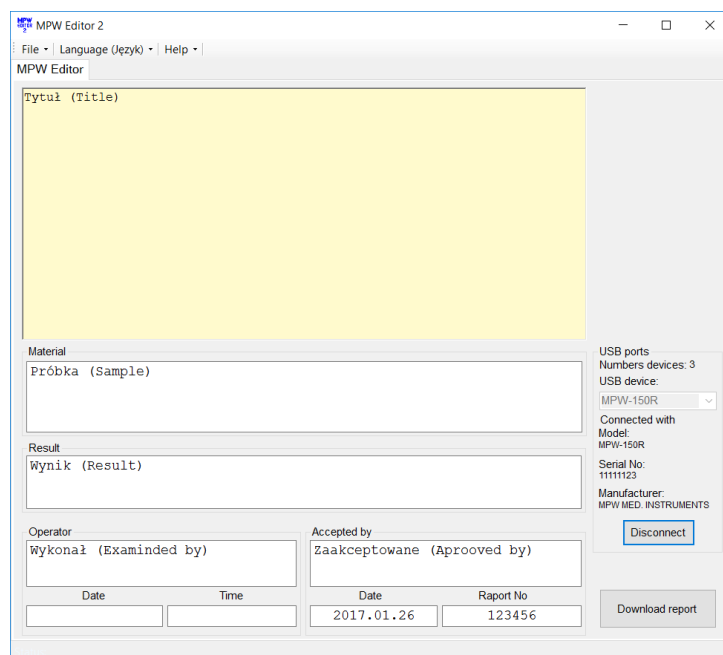 MPW Editor 2
File Language (Język) Help
MPW Editor
Tytuł (Title)
Material
Próbka (Sample)
Result
Wynik (Result)
Operator
Wykonał (Examinded by)
Date Time
Accepted by
Zaakceptowane (Aprooved by)
Date Raport No
2017.01.26 123456
USB ports
Numbers devices: 3
USB device:
MPW-150R
Connected with
Model:
MPW-150R
Serial No:
11111123
Manufacturer:
MPW MED. INSTRUMENTS
Disconnect
Download report